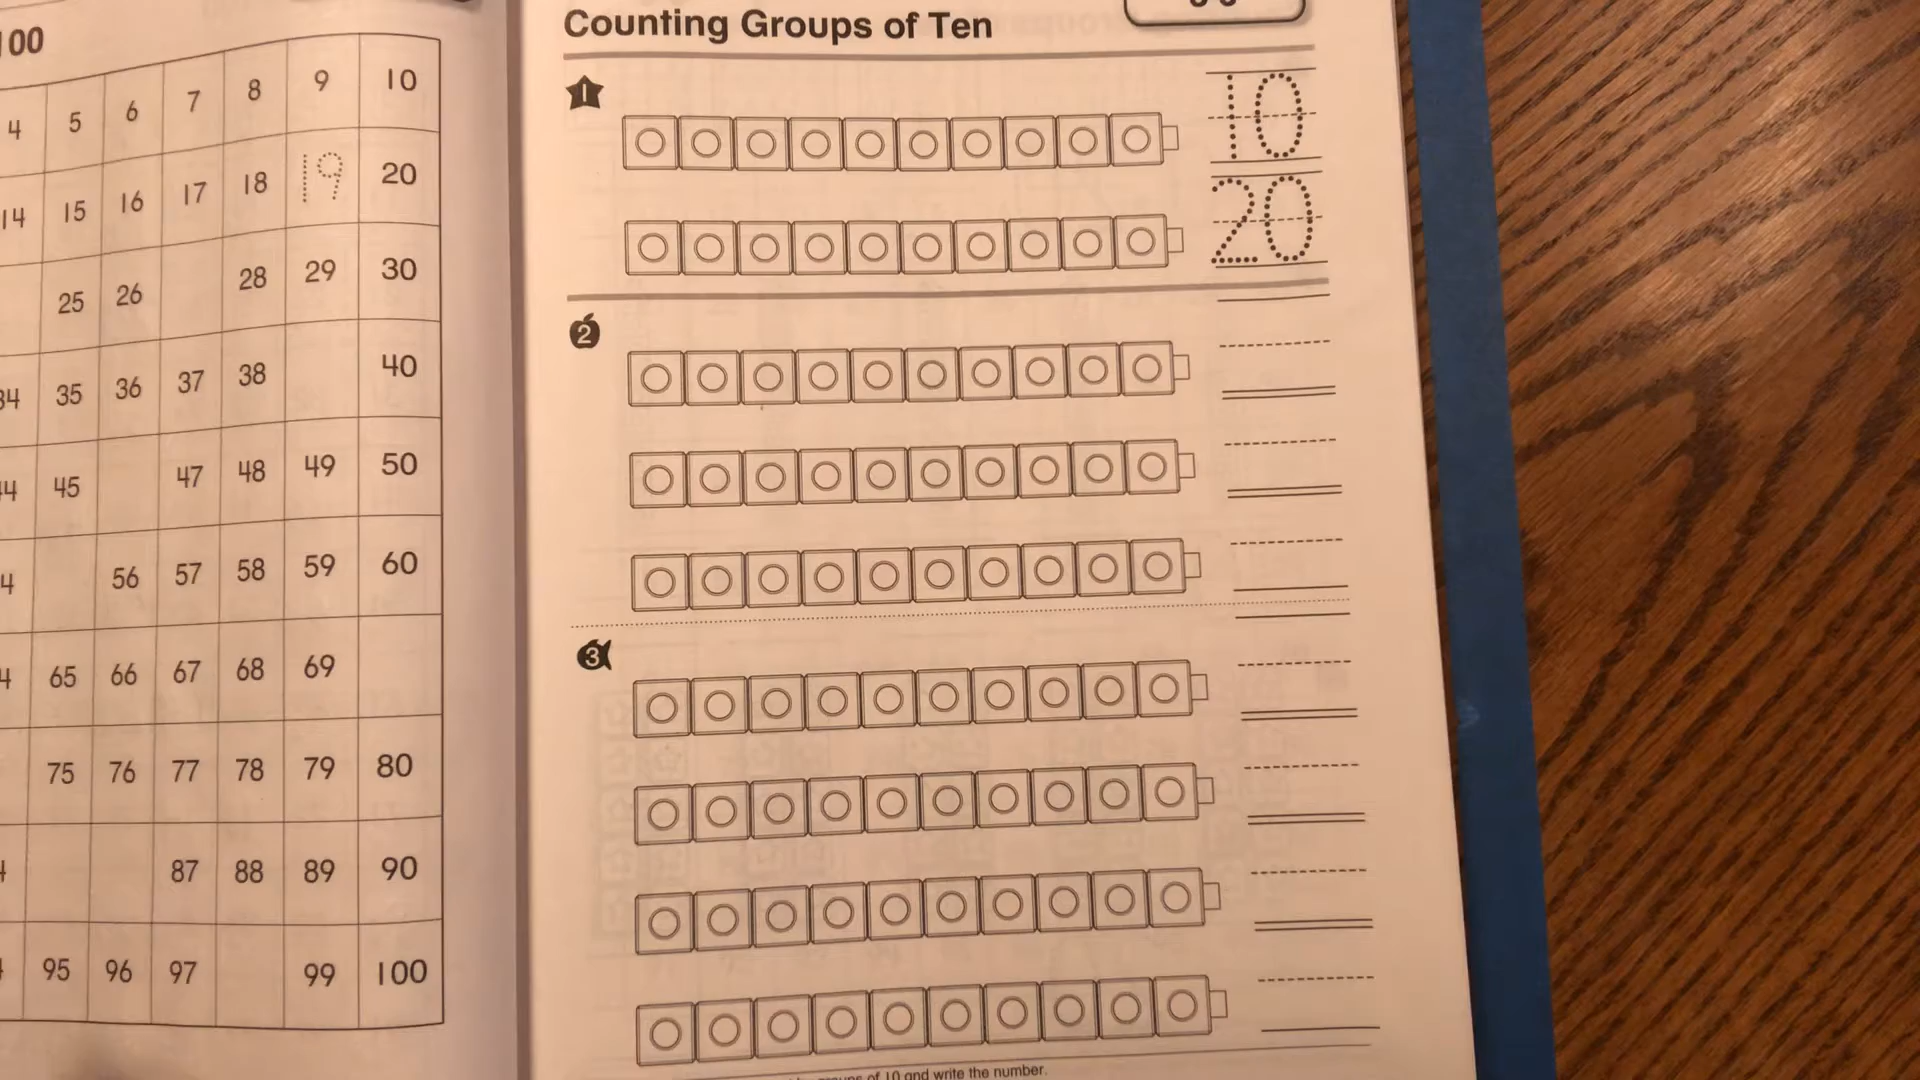 100
4 5 6 7 8 9 10
14 15 16 17 18 19 20
25 26 28 29 30
34 35 36 37 38 40
44 45 47 48 49 50
4 56 57 58 59 60
4 65 66 67 68 69
75 76 77 78 79 80
4 87 88 89 90
95 96 97 99 100
Counting Groups of Ten
1
10
20
2
3
groups of 10 and write the number.